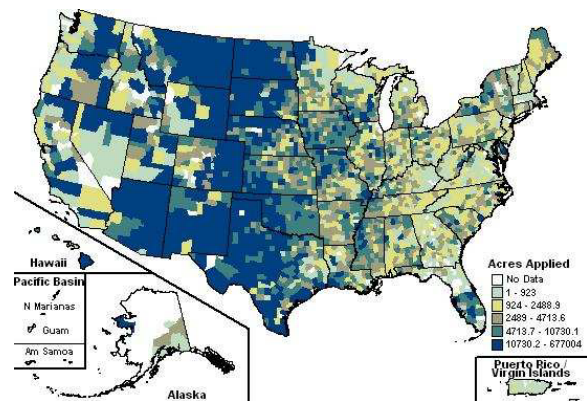 Hawaii
Pacific Basin
N Marianas
Guam
Am Samoa
Alaska
Acres Applied
No Data
1 - 923
924 - 2488.9
2489 - 4713.6
4713.7 - 10730.1
10730.2 - 677004
Puerto Rico /
Virgin Islands